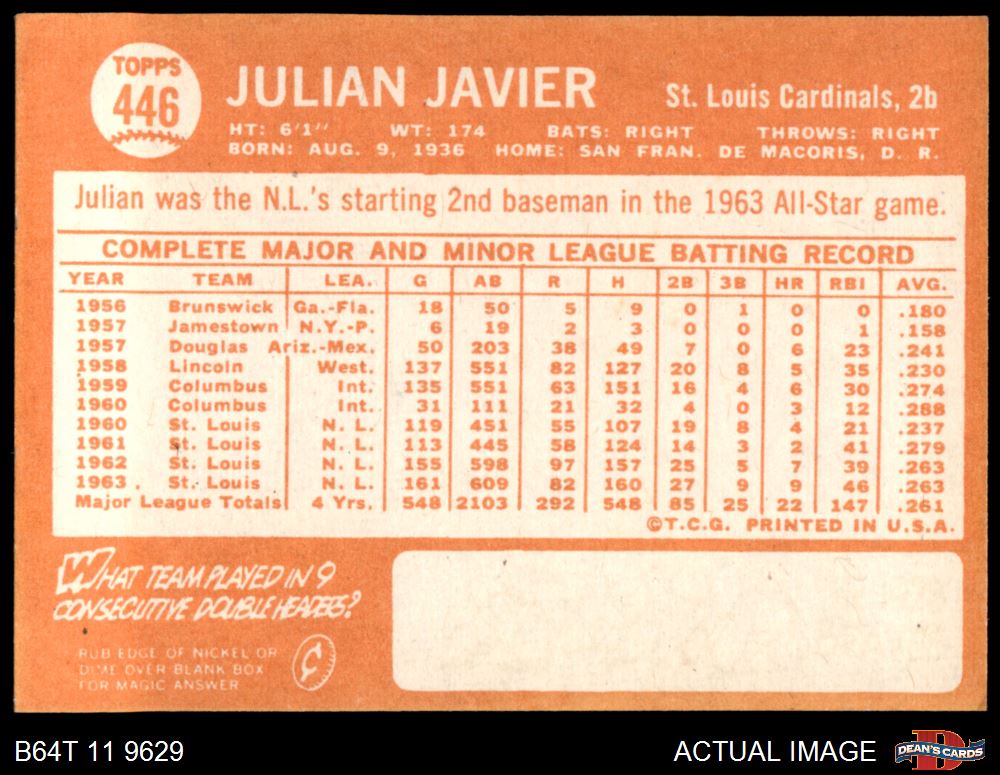 TOPPS
446
JULIAN JAVIER
St. Louis Cardinals, 2b
HT: 6'1" WT: 174 BATS: RIGHT THROWS: RIGHT
BORN: AUG. 9, 1936 HOME: SAN FRAN. DE MACORIS, D. R.
Julian was the N.L.'s starting 2nd baseman in the 1963 All-Star game.
COMPLETE MAJOR AND MINOR LEAGUE BATTING RECORD
YEAR TEAM LEA. G AB R H 2B 3B HR RBI AVG.
1956 Brunswick Ga.-Fla. 18 50 5 9 0 1 0 0 .180
1957 Jamestown N.Y.-P. 6 19 2 3 0 0 0 1 .158
1957 Douglas Ariz.-Mex. 50 203 38 49 7 0 6 23 .241
1958 Lincoln West. 137 551 82 127 20 8 5 35 .230
1959 Columbus Int. 135 551 63 151 16 4 6 30 .274
1960 Columbus Int. 31 111 21 32 4 0 3 12 .288
1960 St. Louis N. L. 119 451 55 107 19 8 4 21 .237
1961 St. Louis N. L. 113 445 58 124 14 3 2 41 .279
1962 St. Louis N. L. 155 598 97 157 25 5 7 39 .263
1963 St. Louis N. L. 161 609 82 160 27 9 9 46 .263
Major League Totals 4 Yrs. 548 2103 292 548 85 25 22 147 .261
©T.C.G. PRINTED IN U.S.A.
WHAT TEAM PLAYED IN 9
CONSECUTIVE DOUBLE HEADERS?
RUB EDGE OF NICKEL OR
DIME OVER BLANK BOX
FOR MAGIC ANSWER
B64T 11 9629
ACTUAL IMAGE
DEAN'S CARDS